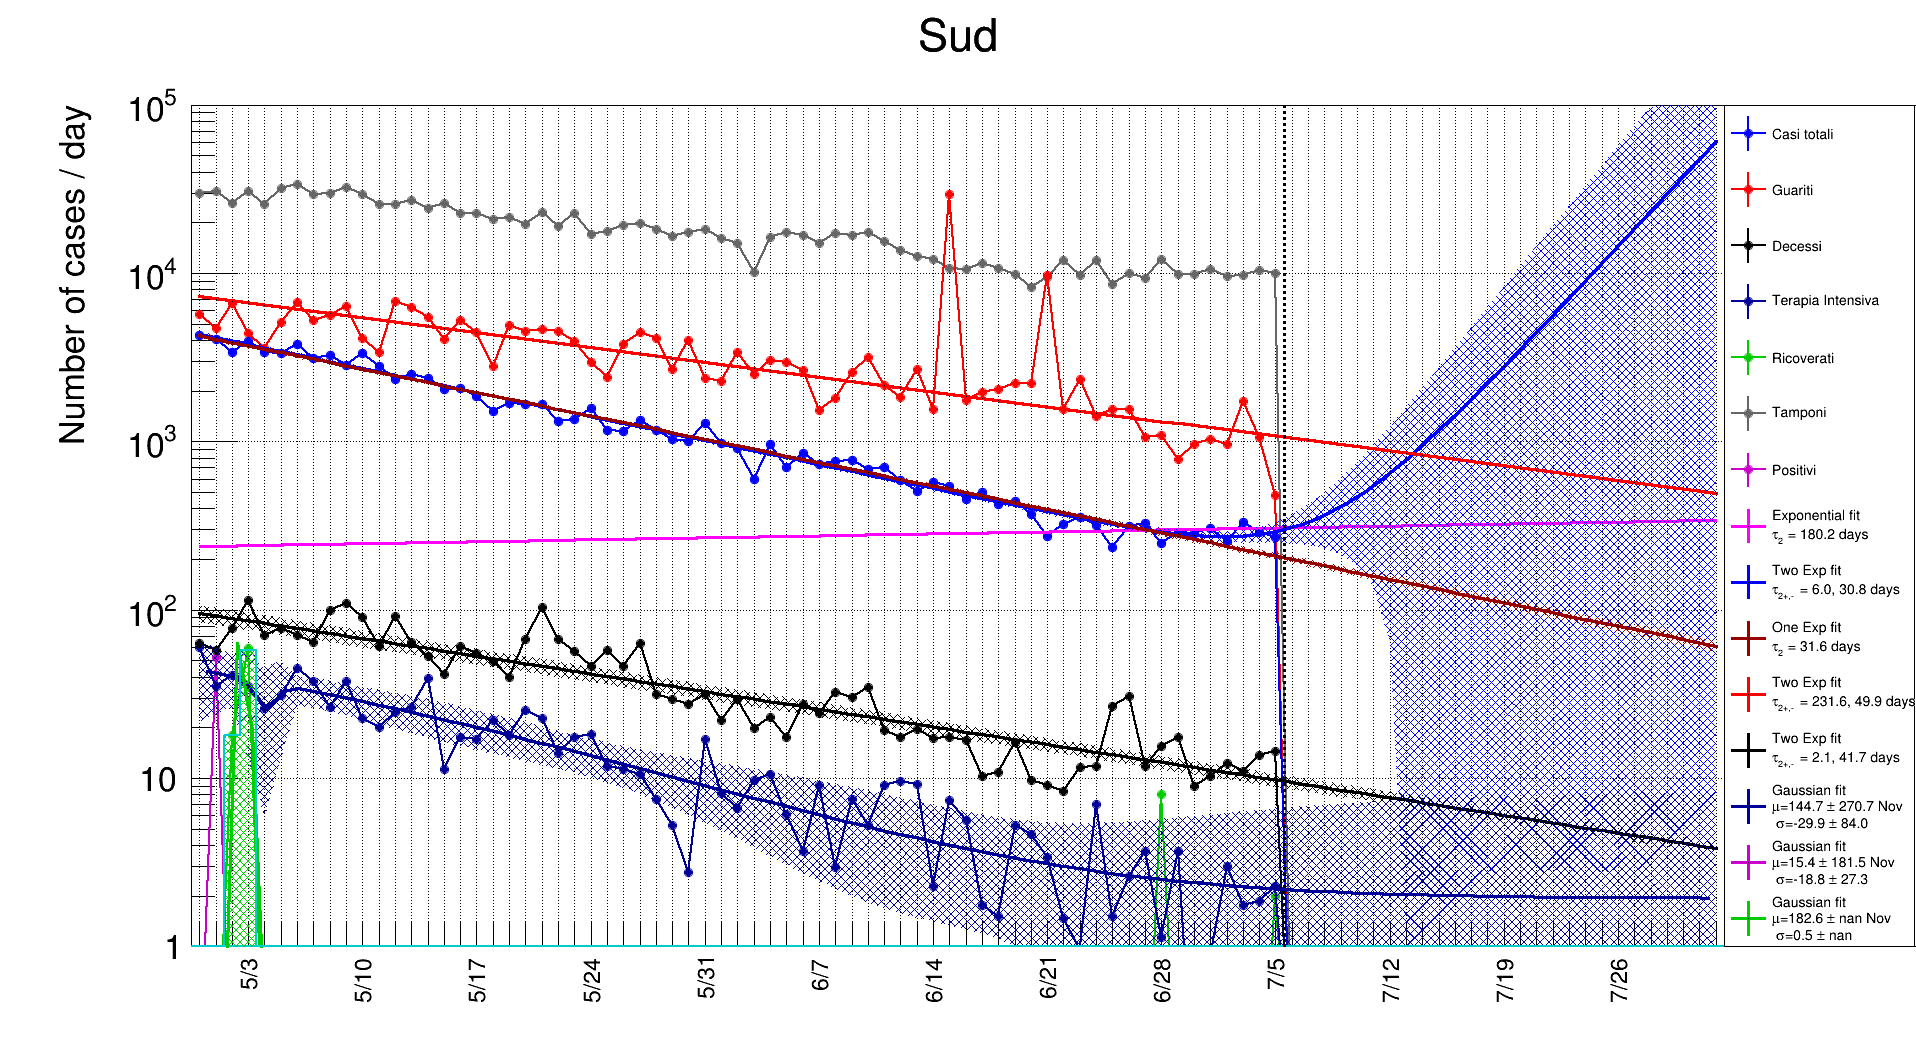 Sud
Number of cases / day
10^5
10^4
10^3
10^2
10
1
5/3
5/10
5/17
5/24
5/31
6/7
6/14
6/21
6/28
7/5
7/12
7/19
7/26
Casi totali
Guariti
Decessi
Terapia Intensiva
Ricoverati
Tamponi
Positivi
Exponential fit
τ_2 = 180.2 days
Two Exp fit
τ_2+,- = 6.0, 30.8 days
One Exp fit
τ_2 = 31.6 days
Two Exp fit
τ_2+,- = 231.6, 49.9 days
Two Exp fit
τ_2+,- = 2.1, 41.7 days
Gaussian fit
μ=144.7 ± 270.7 Nov
σ=-29.9 ± 84.0
Gaussian fit
μ=15.4 ± 181.5 Nov
σ=-18.8 ± 27.3
Gaussian fit
μ=182.6 ± nan Nov
σ=0.5 ± nan